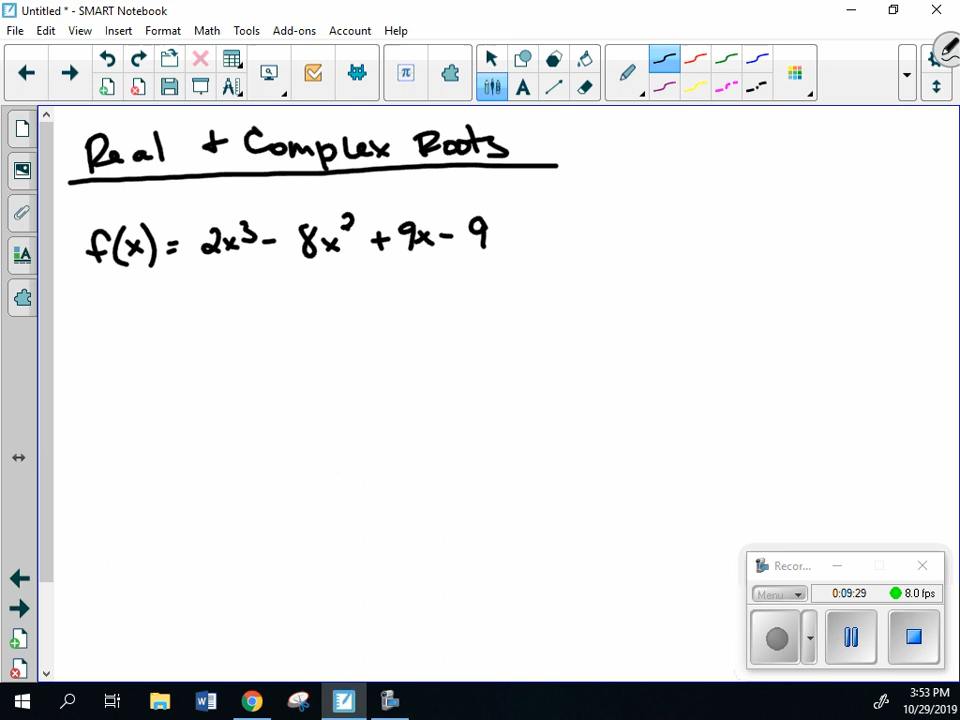 Untitled * - SMART Notebook
File Edit View Insert Format Math Tools Add-ons Account Help
Real + Complex Roots
f(x) = 2x³ - 8x² + 9x - 9
Recor...
Menu 0:09:29 8.0 fps
3:53 PM
10/29/2019